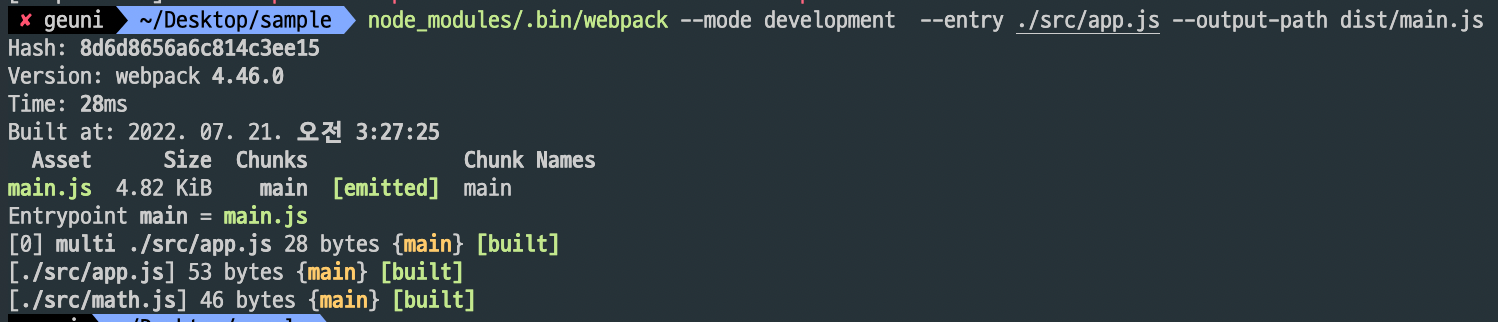 ✘ geuni ~/Desktop/sample node_modules/.bin/webpack --mode development  --entry ./src/app.js --output-path dist/main.js
Hash: 8d6d8656a6c814c3ee15
Version: webpack 4.46.0
Time: 28ms
Built at: 2022. 07. 21. 오전 3:27:25
  Asset      Size  Chunks             Chunk Names
main.js  4.82 KiB    main  [emitted]  main
Entrypoint main = main.js
[0] multi ./src/app.js 28 bytes {main} [built]
[./src/app.js] 53 bytes {main} [built]
[./src/math.js] 46 bytes {main} [built]